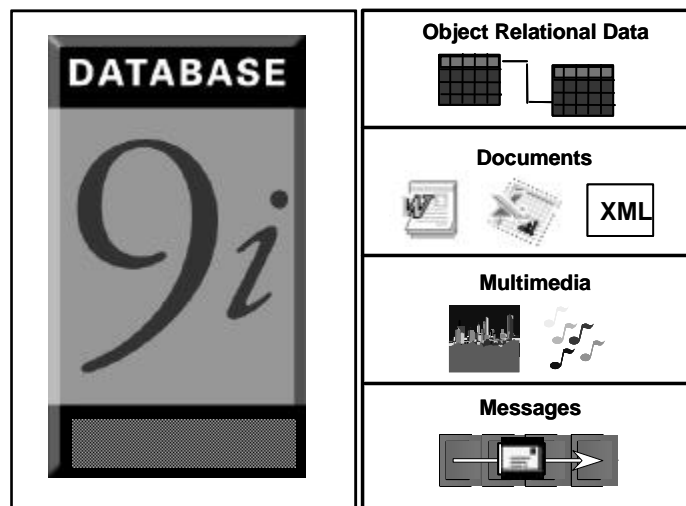 DATABASE
9i
Object Relational Data
Documents
W
XML
Multimedia
Messages